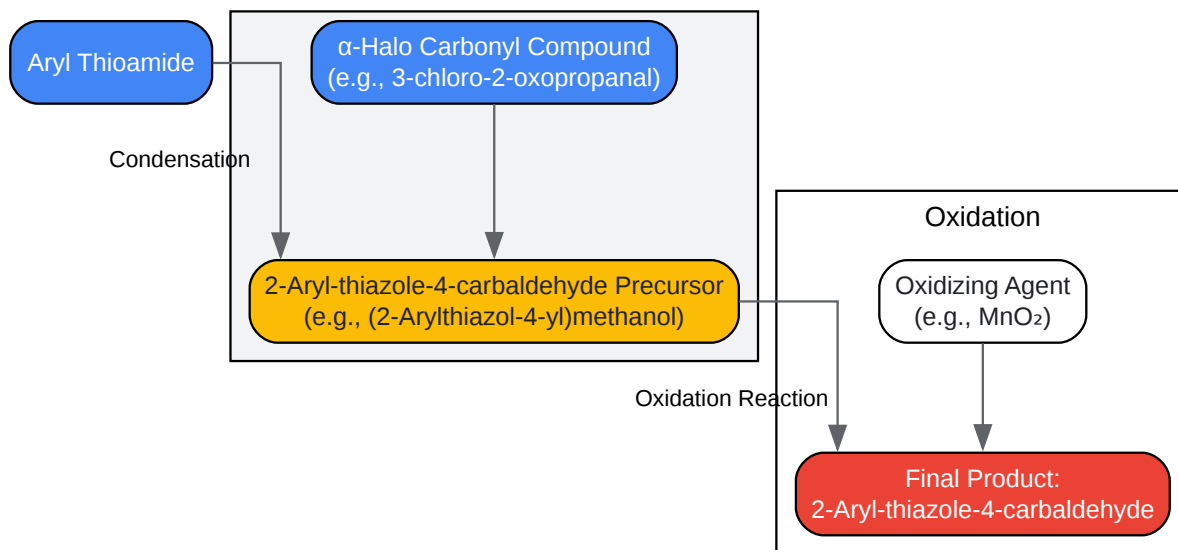 Aryl Thioamide
α-Halo Carbonyl Compound
(e.g., 3-chloro-2-oxopropanal)
Condensation
2-Aryl-thiazole-4-carbaldehyde Precursor
(e.g., (2-Arylthiazol-4-yl)methanol)
Oxidation
Oxidizing Agent
(e.g., MnO₂)
Oxidation Reaction
Final Product:
2-Aryl-thiazole-4-carbaldehyde